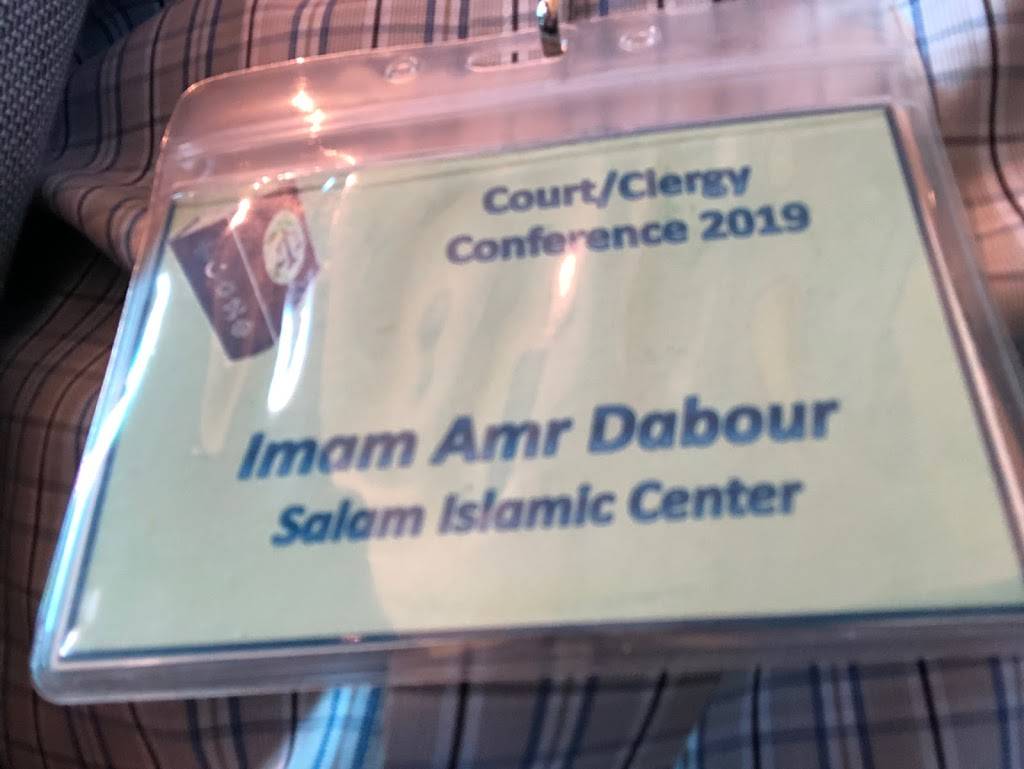 Court/Clergy
Conference 2019
Imam Amr Dabour
Salam Islamic Center